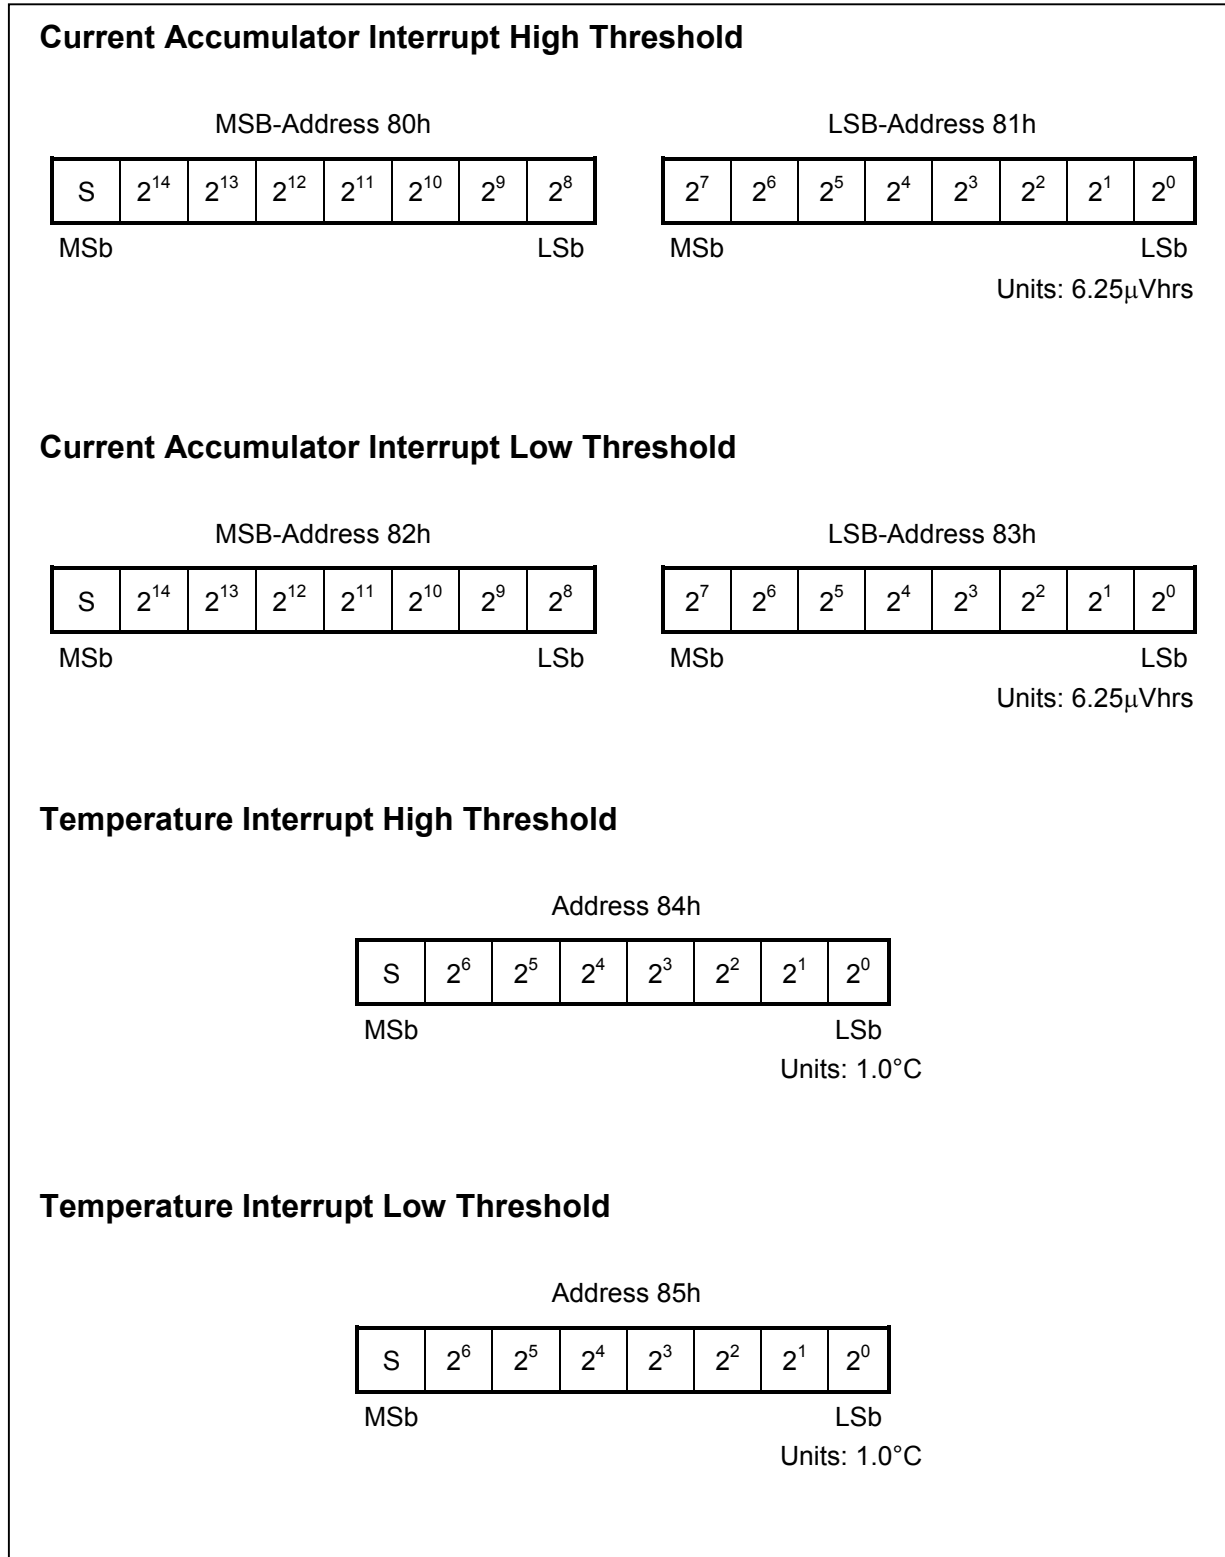 Current Accumulator Interrupt High Threshold
MSB-Address 80h
LSB-Address 81h
S 2^14 2^13 2^12 2^11 2^10 2^9 2^8
2^7 2^6 2^5 2^4 2^3 2^2 2^1 2^0
MSb LSb
MSb LSb
Units: 6.25μVhrs
Current Accumulator Interrupt Low Threshold
MSB-Address 82h
LSB-Address 83h
S 2^14 2^13 2^12 2^11 2^10 2^9 2^8
2^7 2^6 2^5 2^4 2^3 2^2 2^1 2^0
MSb LSb
MSb LSb
Units: 6.25μVhrs
Temperature Interrupt High Threshold
Address 84h
S 2^6 2^5 2^4 2^3 2^2 2^1 2^0
MSb LSb
Units: 1.0°C
Temperature Interrupt Low Threshold
Address 85h
S 2^6 2^5 2^4 2^3 2^2 2^1 2^0
MSb LSb
Units: 1.0°C